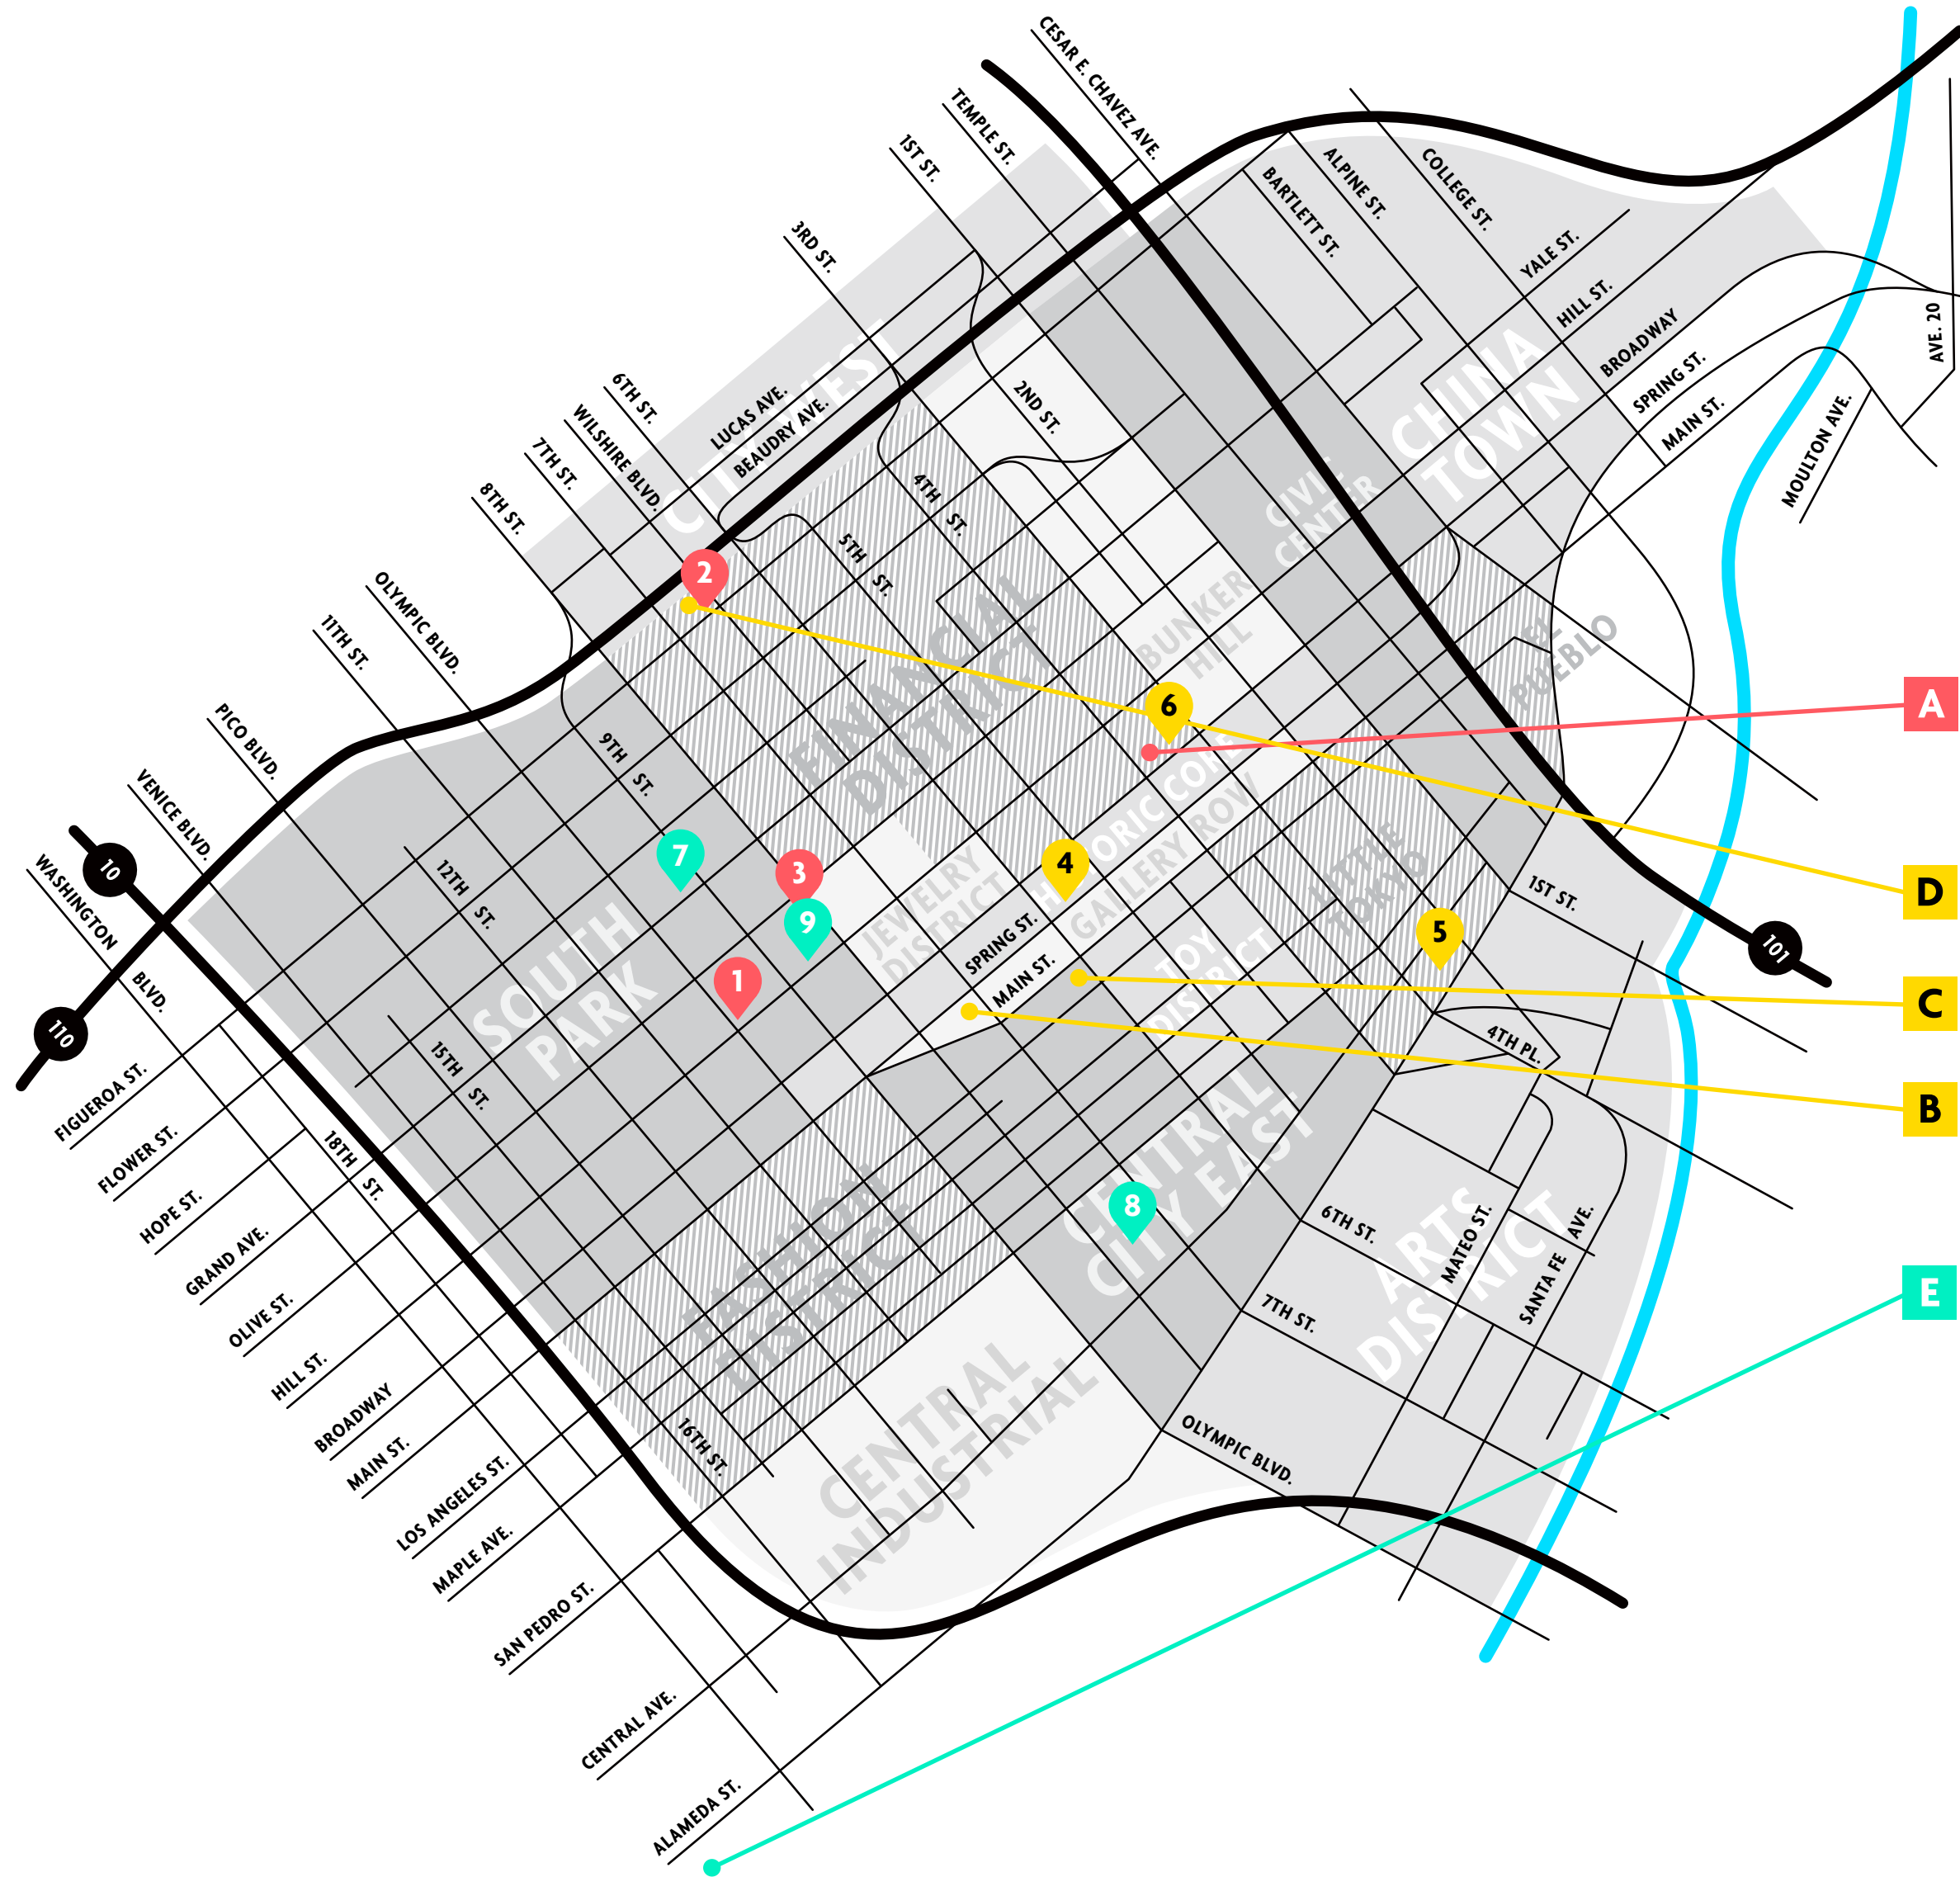 CESAR E. CHAVEZ AVE.
TEMPLE ST.
1ST ST.
3RD ST.
ALPINE ST.
BARTLETT ST.
COLLEGE ST.
YALE ST.
HILL ST.
BROADWAY
SPRING ST.
MAIN ST.
AVE. 20
MOULTON AVE.
CHINA
TOWN
2ND ST.
6TH ST.
WILSHIRE BLVD.
7TH ST.
8TH ST.
LUCAS AVE.
BEAUDRY AVE.
CITY WEST
4TH ST.
5TH ST.
CIVIC
CENTER
2
BUNKER
HILL
EL
PUEBLO
OLYMPIC BLVD.
11TH ST.
FINANCIAL
DISTRICT
6
A
PICO BLVD.
VENICE BLVD.
WASHINGTON BLVD.
9TH ST.
HISTORIC CORE
GALLERY ROW
LITTLE
TOKYO
10
110
101
7
3
4
9
5
1
12TH ST.
JEWELRY
DISTRICT
SPRING ST.
MAIN ST.
TOY
DISTRICT
1ST ST.
D
C
B
SOUTH
PARK
4TH PL.
15TH ST.
18TH ST.
FIGUEROA ST.
FLOWER ST.
HOPE ST.
GRAND AVE.
OLIVE ST.
HILL ST.
BROADWAY
MAIN ST.
LOS ANGELES ST.
MAPLE AVE.
SAN PEDRO ST.
CENTRAL AVE.
ALAMEDA ST.
FASHION
DISTRICT
CENTRAL
CITY EAST
8
6TH ST.
MATEO ST.
SANTA FE AVE.
ARTS
DISTRICT
7TH ST.
E
CENTRAL
INDUSTRIAL
16TH ST.
OLYMPIC BLVD.